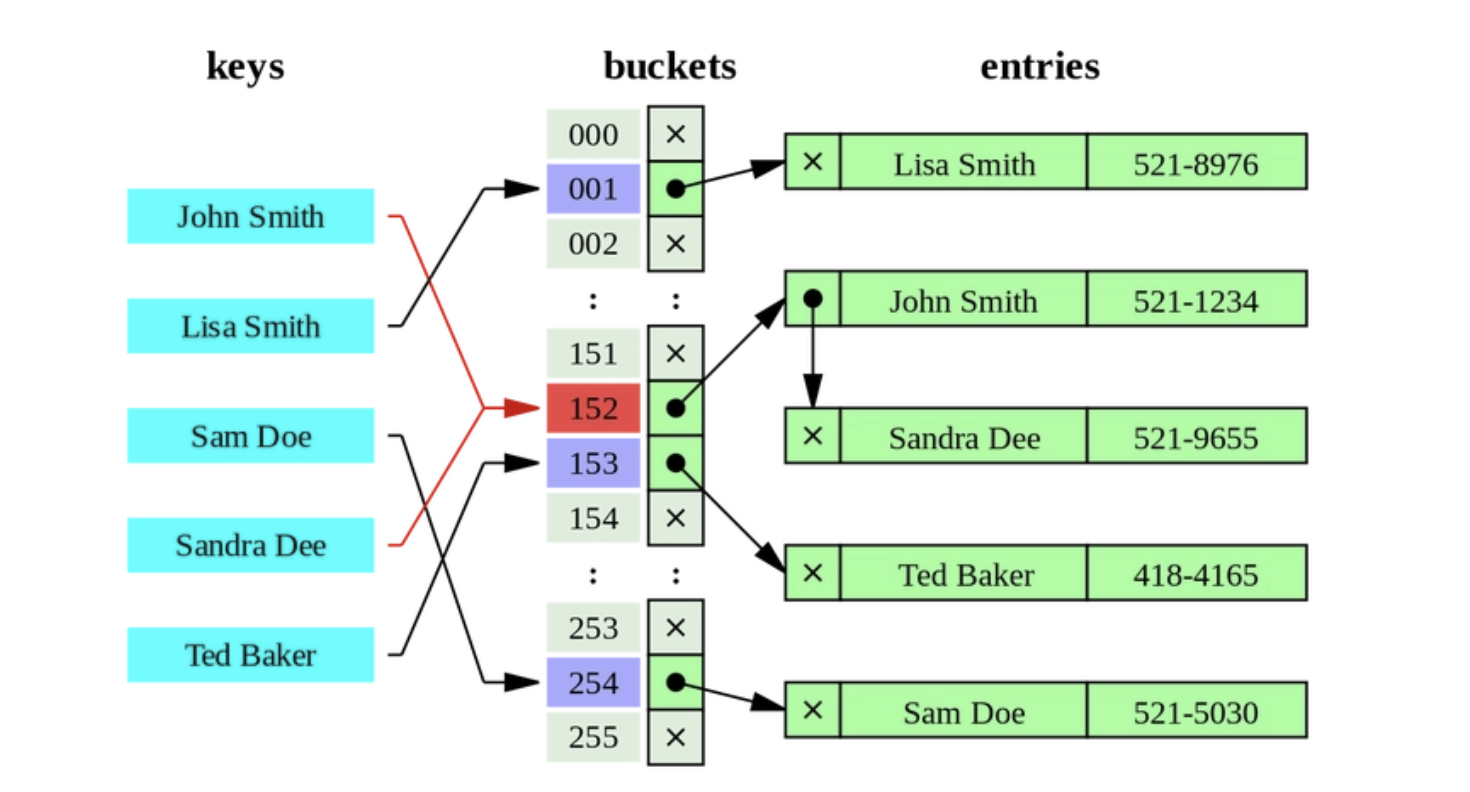 keys
buckets
entries
John Smith
Lisa Smith
Sam Doe
Sandra Dee
Ted Baker
000 ×
001
002 ×
: :
151 ×
152
153
154 ×
: :
253 ×
254
255 ×
× Lisa Smith 521-8976
John Smith 521-1234
× Sandra Dee 521-9655
× Ted Baker 418-4165
× Sam Doe 521-5030